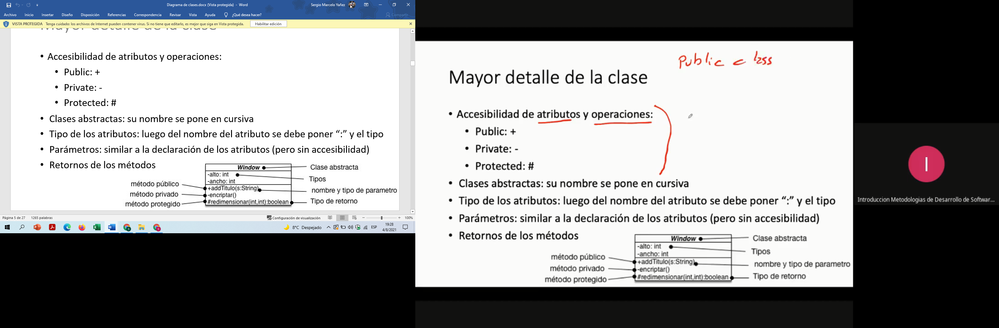 Diagrama de clases.docx (Vista protegida) - Word
Sergio Marcelo Yañez
Archivo Inicio Insertar Diseño Disposición Referencias Correspondencia Revisar Vista Ayuda ¿Qué desea hacer? Compartir
VISTA PROTEGIDA Tenga cuidado: los archivos de Internet pueden contener virus. Si no tiene que editarlo, es mejor que siga en Vista protegida. Habilitar edición
Mayor detalle de la clase
• Accesibilidad de atributos y operaciones:
• Public: +
• Private: -
• Protected: #
• Clases abstractas: su nombre se pone en cursiva
• Tipo de los atributos: luego del nombre del atributo se debe poner “:” y el tipo
• Parámetros: similar a la declaración de los atributos (pero sin accesibilidad)
• Retornos de los métodos
Window
Clase abstracta
-alto: int
Tipos
-ancho: int
método público
+addTitulo(s:String)
nombre y tipo de parametro
método privado
-encriptar()
método protegido
#redimensionar(int,int):boolean
Tipo de retorno
Página 5 de 27 1265 palabras
Configuración de visualización
100%
8°C Despejado
ESP
19:28
4/8/2021
Public class
Mayor detalle de la clase
• Accesibilidad de atributos y operaciones:
• Public: +
• Private: -
• Protected: #
• Clases abstractas: su nombre se pone en cursiva
• Tipo de los atributos: luego del nombre del atributo se debe poner “:” y el tipo
• Parámetros: similar a la declaración de los atributos (pero sin accesibilidad)
• Retornos de los métodos
Window
Clase abstracta
-alto: int
Tipos
-ancho: int
método público
+addTitulo(s:String)
nombre y tipo de parametro
método privado
-encriptar()
método protegido
#redimensionar(int,int):boolean
Tipo de retorno
I
Introduccion Metodologias de Desarrollo de Softwar...